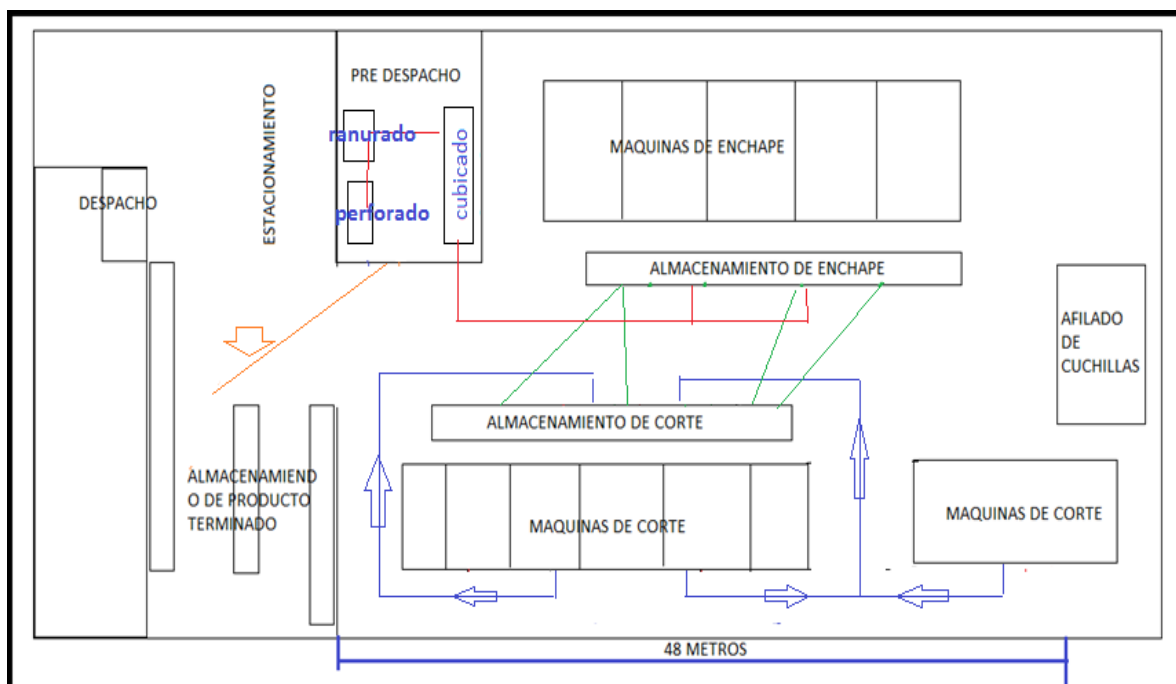 PRE DESPACHO
ESTACIONAMIENTO
ranurado
cubicado
perforado
MAQUINAS DE ENCHAPE
DESPACHO
ALMACENAMIENTO DE ENCHAPE
AFILADO
DE
CUCHILLAS
ALMACENAMIENTO DE CORTE
ALMACENAMIEND
O DE PRODUCTO
TERMINADO
MAQUINAS DE CORTE
MAQUINAS DE CORTE
48 METROS